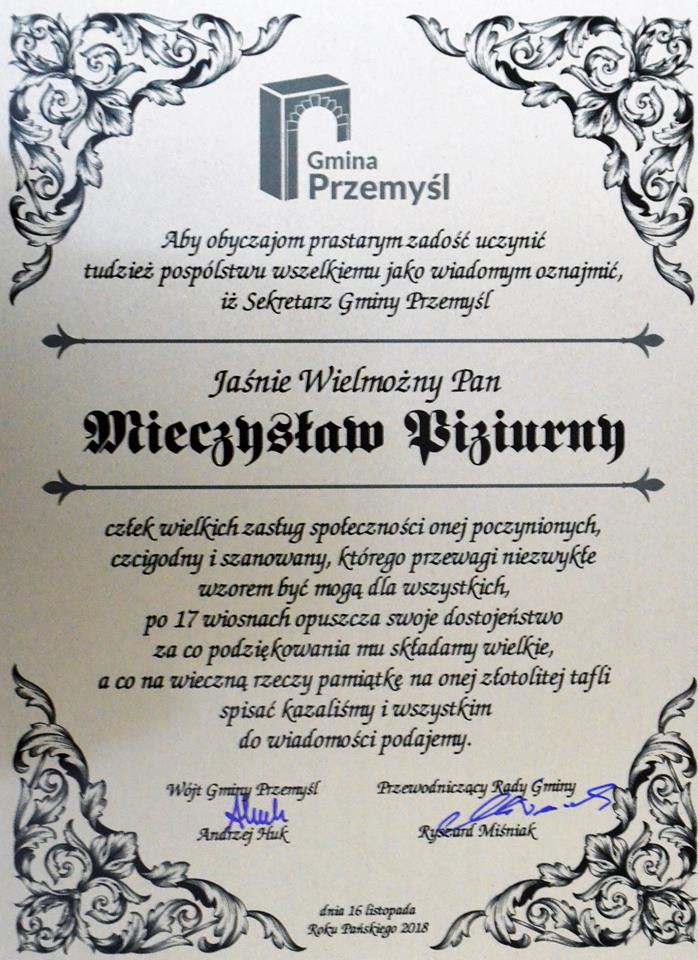 Gmina
Przemyśl
Aby obyczajom prastarym zadość uczynić
tudzież pospólstwu wszelkiemu jako wiadomym oznajmić,
iż Sekretarz Gminy Przemyśl
Jaśnie Wielmożny Pan
Mieczysław Piziurny
człek wielkich zasług społeczności onej poczynionych,
czcigodny i szanowany, którego przewagi niezwykłe
wzorem być mogą dla wszystkich,
po 17 wiosnach opuszcza swoje dostojeństwo
za co podziękowania mu składamy wielkie,
a co na wieczną rzeczy pamiątkę na onej złotolitej tafli
spisać kazaliśmy i wszystkim
do wiadomości podajemy.
Wójt Gminy Przemyśl Przewodniczący Rady Gminy
Andrzej Huk Ryszard Miśniak
dnia 16 listopada
Roku Pańskiego 2018